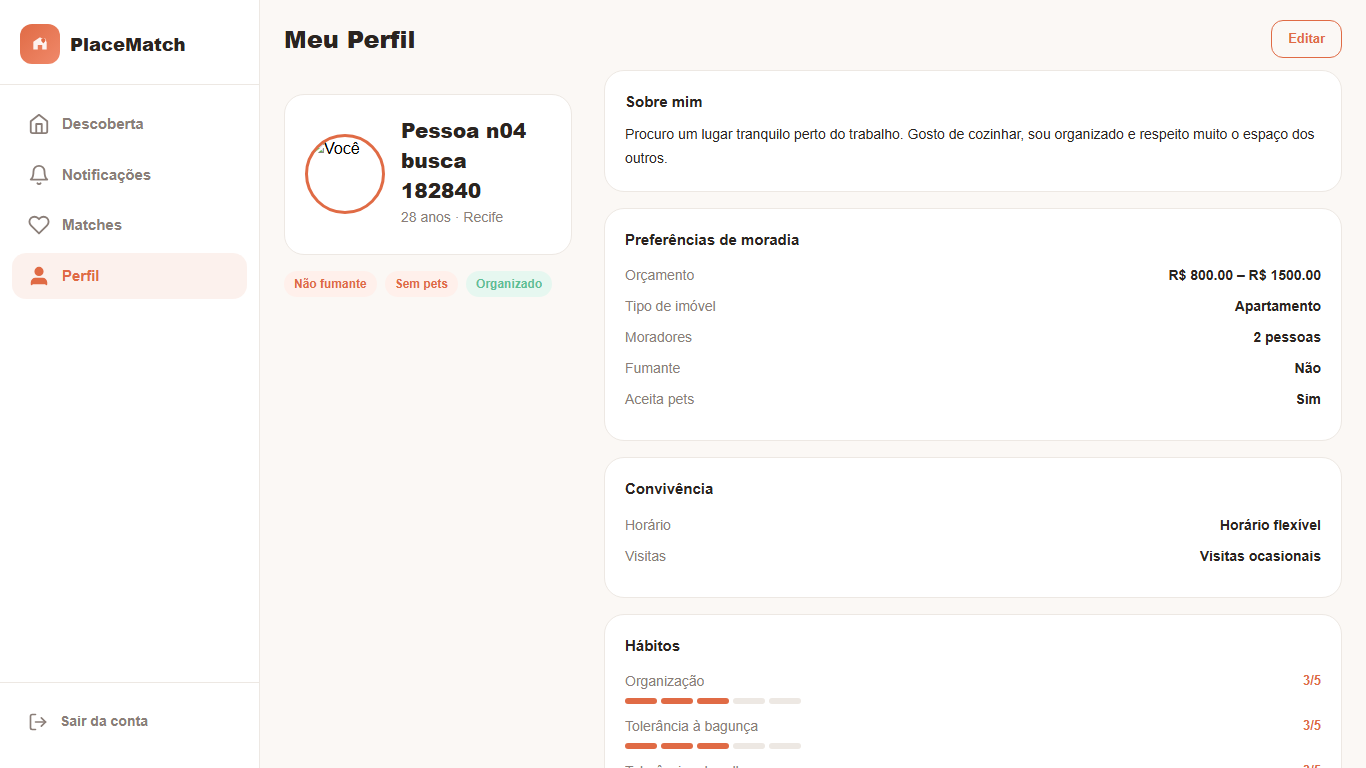 PlaceMatch
Descoberta
Notificações
Matches
Perfil
Sair da conta
Meu Perfil
Editar
Você
Pessoa n04
busca
182840
28 anos · Recife
Não fumante
Sem pets
Organizado
Sobre mim
Procuro um lugar tranquilo perto do trabalho. Gosto de cozinhar, sou organizado e respeito muito o espaço dos
outros.
Preferências de moradia
Orçamento R$ 800.00 – R$ 1500.00
Tipo de imóvel Apartamento
Moradores 2 pessoas
Fumante Não
Aceita pets Sim
Convivência
Horário Horário flexível
Visitas Visitas ocasionais
Hábitos
Organização 3/5
Tolerância à bagunça 3/5